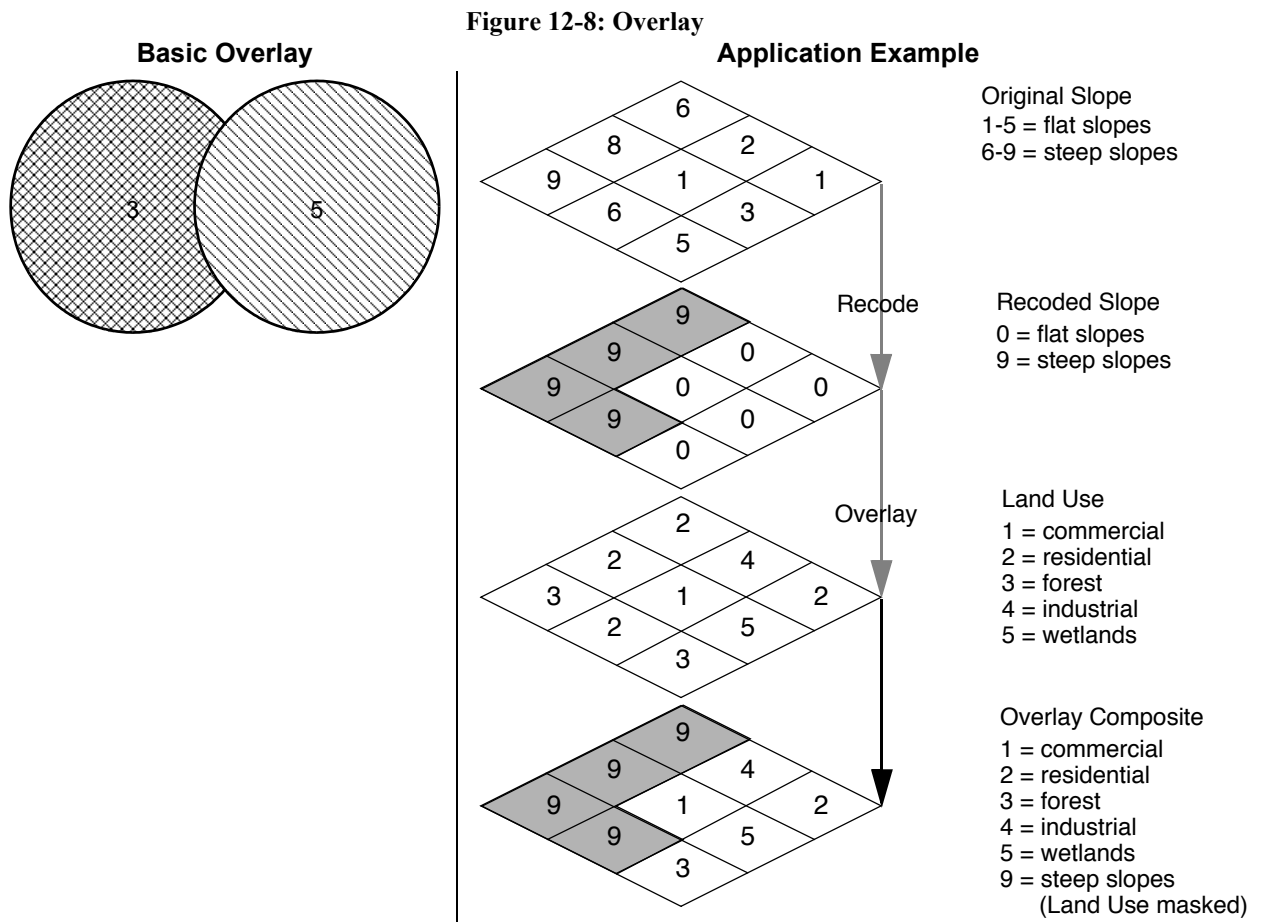 Figure 12-8: Overlay
Basic Overlay
3 5
Application Example
6
8 2
9 1 1
6 3
5
Original Slope
1-5 = flat slopes
6-9 = steep slopes
Recode
9
9 0
9 0 0
9 0
0
Recoded Slope
0 = flat slopes
9 = steep slopes
Overlay
2
2 4
3 1 2
2 5
3
Land Use
1 = commercial
2 = residential
3 = forest
4 = industrial
5 = wetlands
9
9 4
9 1 2
9 5
3
Overlay Composite
1 = commercial
2 = residential
3 = forest
4 = industrial
5 = wetlands
9 = steep slopes
(Land Use masked)